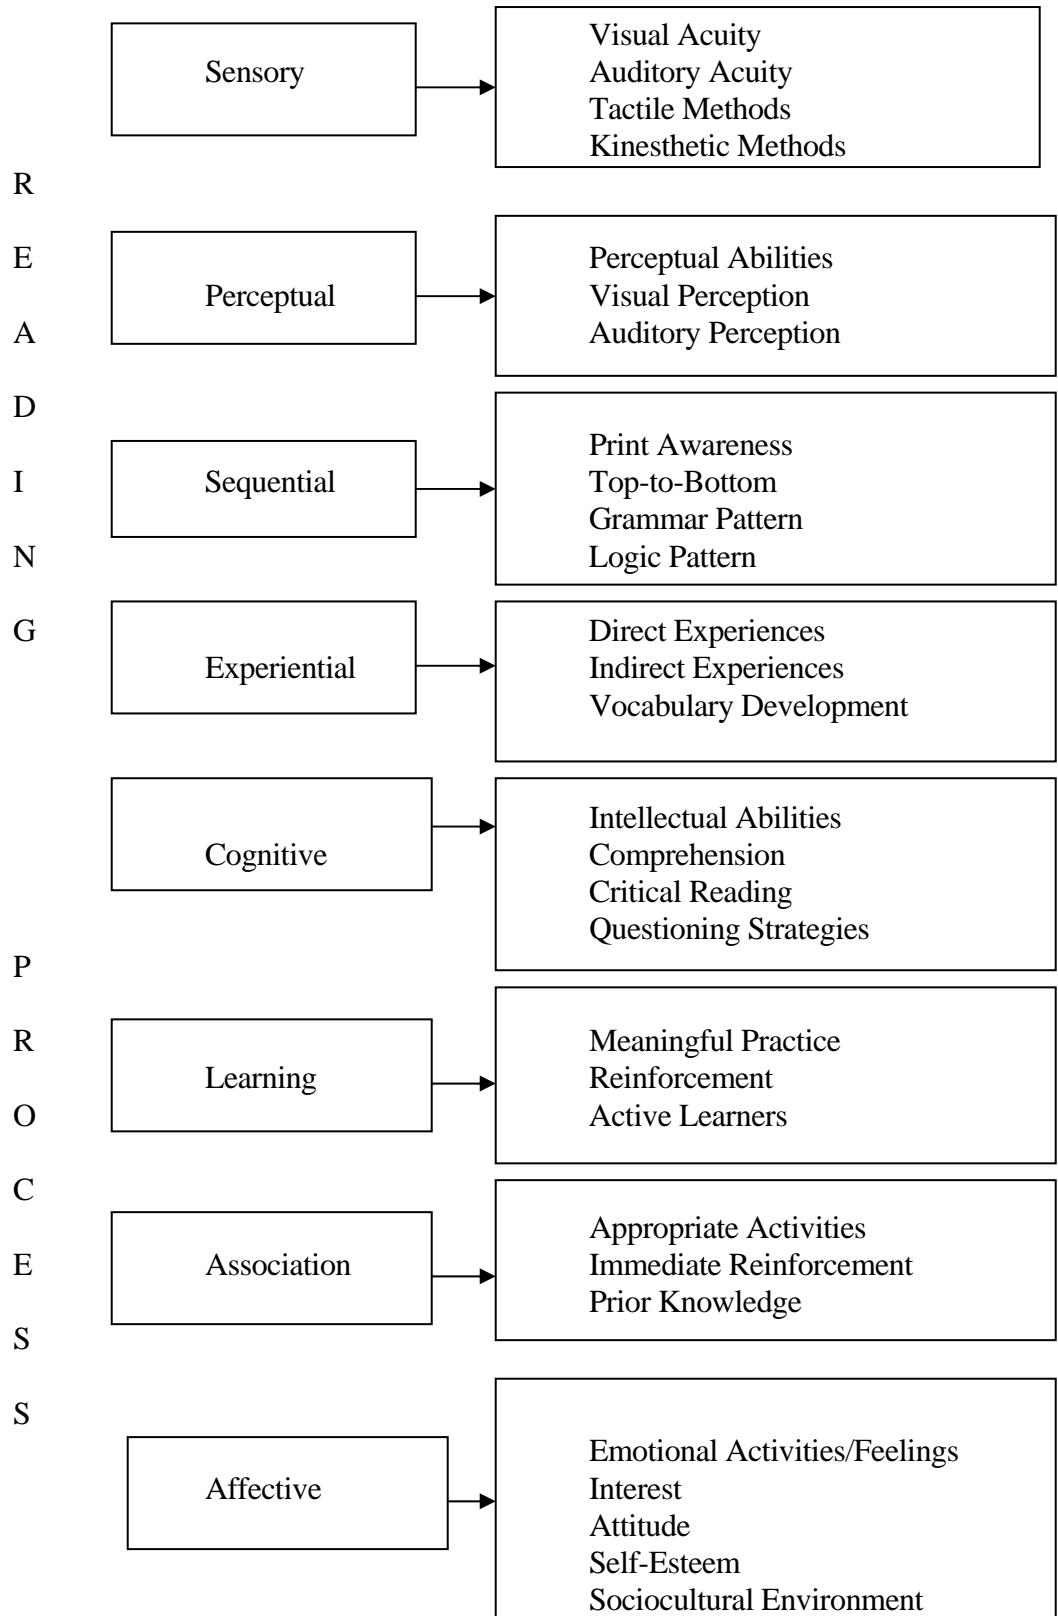 Sensory
Visual Acuity
Auditory Acuity
Tactile Methods
Kinesthetic Methods
R
E
A
D
I
N
G
Perceptual
Perceptual Abilities
Visual Perception
Auditory Perception
Sequential
Print Awareness
Top-to-Bottom
Grammar Pattern
Logic Pattern
Experiential
Direct Experiences
Indirect Experiences
Vocabulary Development
Cognitive
Intellectual Abilities
Comprehension
Critical Reading
Questioning Strategies
P
R
O
C
E
S
S
Learning
Meaningful Practice
Reinforcement
Active Learners
Association
Appropriate Activities
Immediate Reinforcement
Prior Knowledge
Affective
Emotional Activities/Feelings
Interest
Attitude
Self-Esteem
Sociocultural Environment